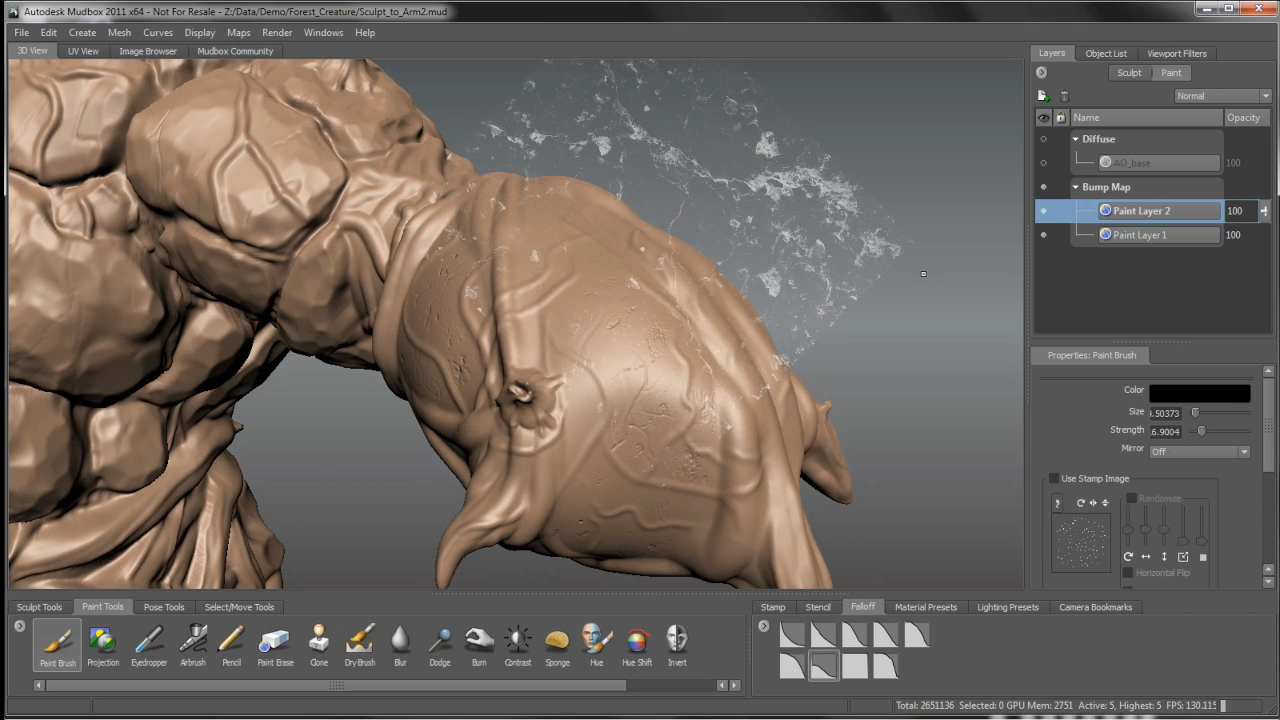 Autodesk Mudbox 2011 x64 - Not For Resale - Z:/Data/Demo/Forest_Creature/Sculpt_to_Arm2.mud
File Edit Create Mesh Curves Display Maps Render Windows Help
3D View UV View Image Browser Mudbox Community
Layers Object List Viewport Filters
Sculpt Paint
Normal
Name Opacity
Diffuse
AO_base 100
Bump Map
Paint Layer 2 100
Paint Layer 1 100
Properties: Paint Brush
Color
Size .50373
Strength .6.9004
Mirror Off
Use Stamp Image
Randomize
Horizontal Flip
Sculpt Tools Paint Tools Pose Tools Select/Move Tools
Paint Brush Projection Eyedropper Airbrush Pencil Paint Erase Clone Dry Brush Blur Dodge Burn Contrast Sponge Hue Hue Shift Invert
Stamp Stencil Falloff Material Presets Lighting Presets Camera Bookmarks
Total: 2651136 Selected: 0 GPU Mem: 2751 Active: 5, Highest: 5 FPS: 130.115